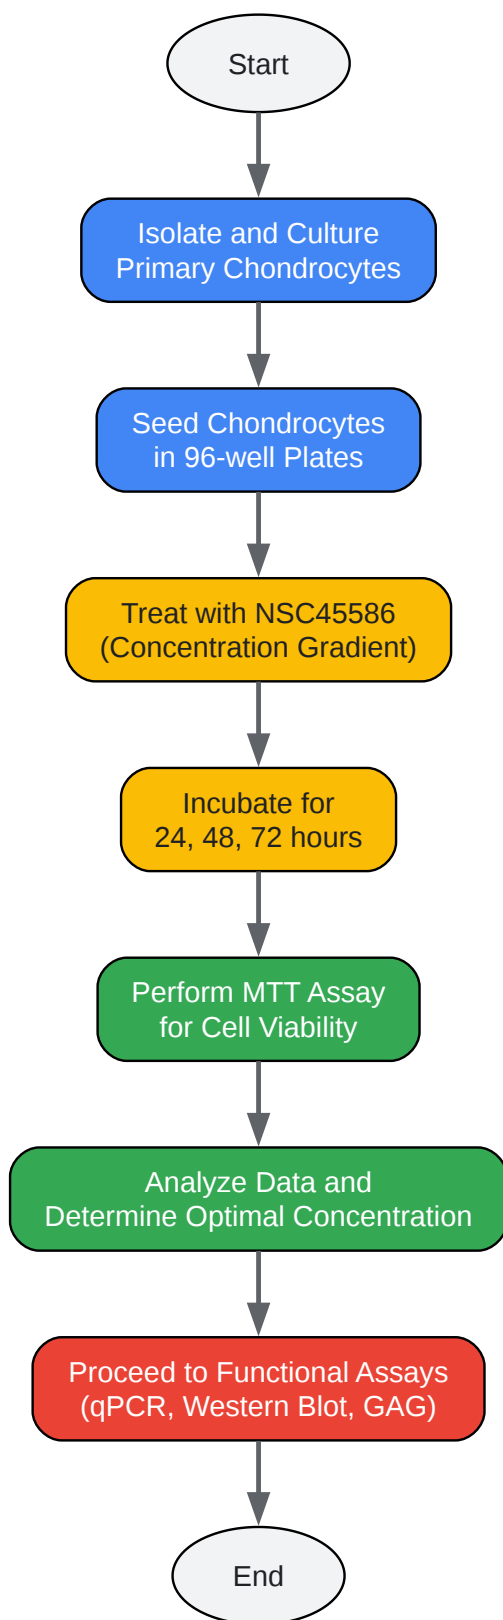 Start
Isolate and Culture
Primary Chondrocytes
Seed Chondrocytes
in 96-well Plates
Treat with NSC45586
(Concentration Gradient)
Incubate for
24, 48, 72 hours
Perform MTT Assay
for Cell Viability
Analyze Data and
Determine Optimal Concentration
Proceed to Functional Assays
(qPCR, Western Blot, GAG)
End